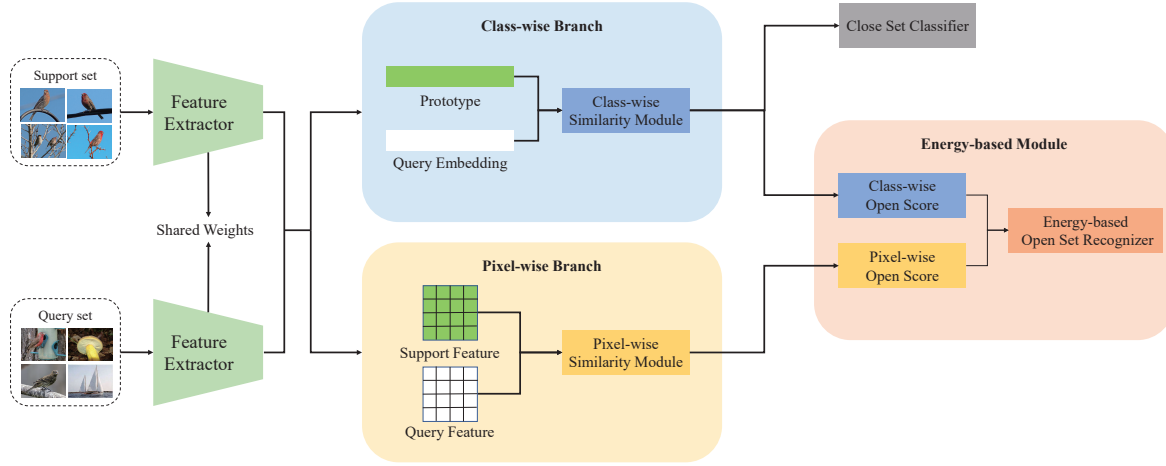 Support set
Feature
Extractor
Shared Weights
Query set
Feature
Extractor
Class-wise Branch
Prototype
Query Embedding
Class-wise
Similarity Module
Pixel-wise Branch
Support Feature
Query Feature
Pixel-wise
Similarity Module
Close Set Classifier
Energy-based Module
Class-wise
Open Score
Pixel-wise
Open Score
Energy-based
Open Set Recognizer